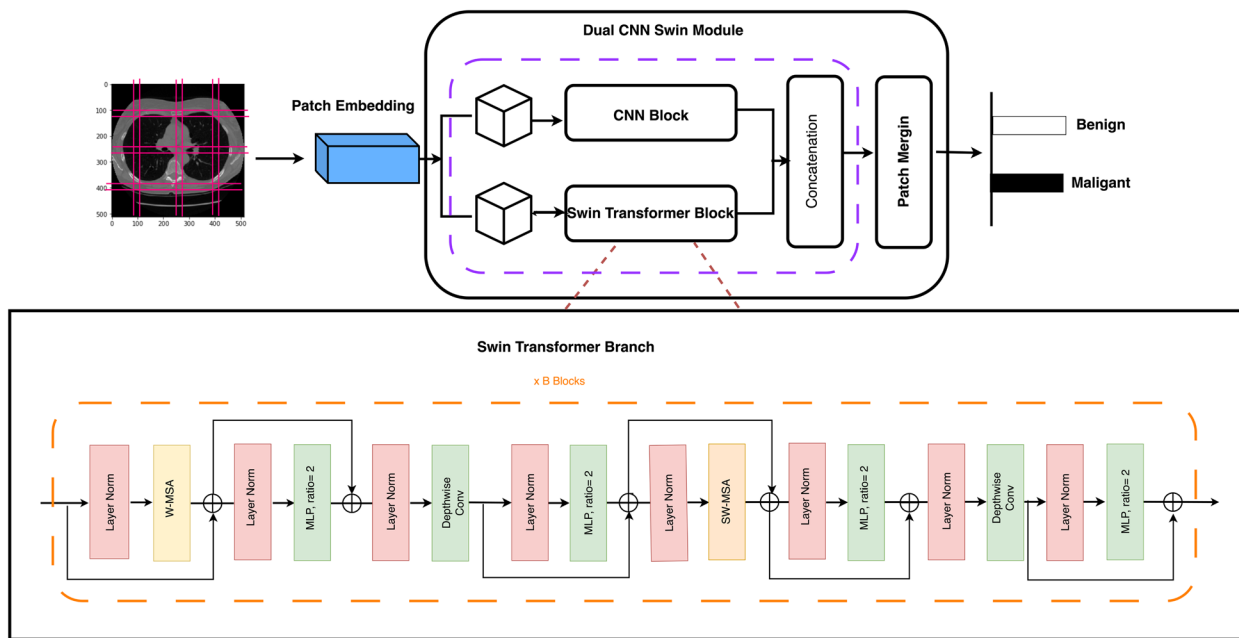 Dual CNN Swin Module
Patch Embedding
0
100
200
300
400
500
0 100 200 300 400 500
CNN Block
Swin Transformer Block
Concatenation
Patch Mergin
Benign
Maligant
Swin Transformer Branch
x B Blocks
Layer Norm
W-MSA
Layer Norm
MLP, ratio= 2
Layer Norm
Depthwise
Conv
Layer Norm
MLP, ratio= 2
Layer Norm
SW-MSA
Layer Norm
MLP, ratio= 2
Layer Norm
Depthwise
Conv
Layer Norm
MLP, ratio= 2